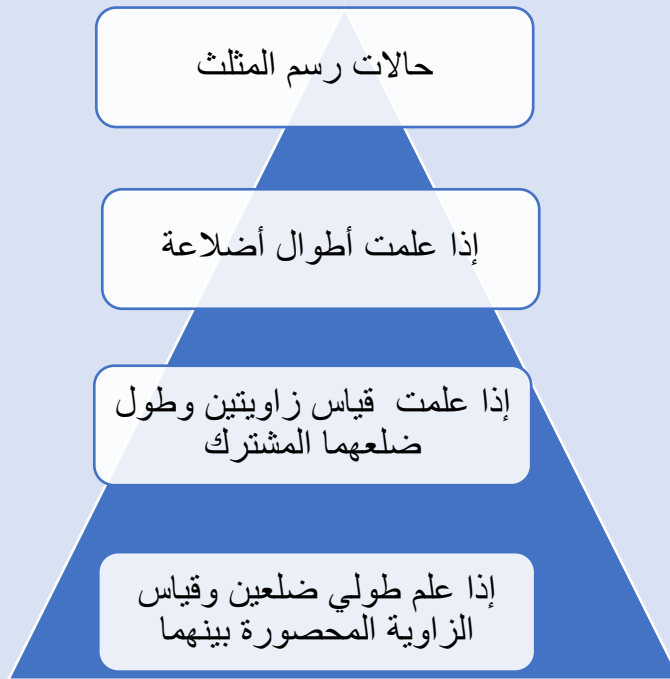 حالات رسم المثلث
إذا علمت أطوال أضلاعة
إذا علمت قياس زاويتين وطول
ضلعهما المشترك
إذا علم طولي ضلعين وقياس
الزاوية المحصورة بينهما